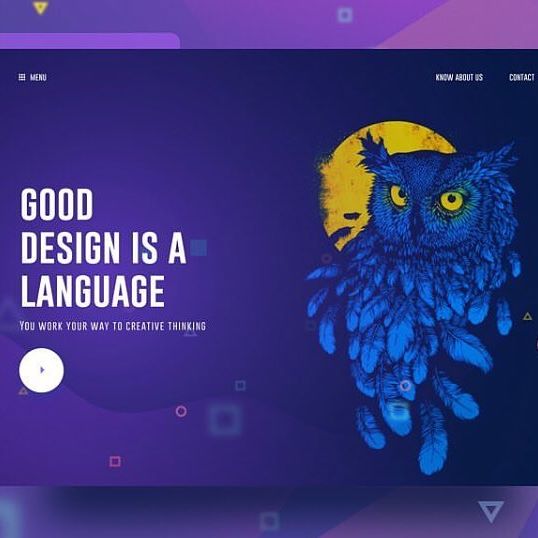 MENU
KNOW ABOUT US
CONTACT
GOOD
DESIGN IS A
LANGUAGE
YOU WORK YOUR WAY TO CREATIVE THINKING